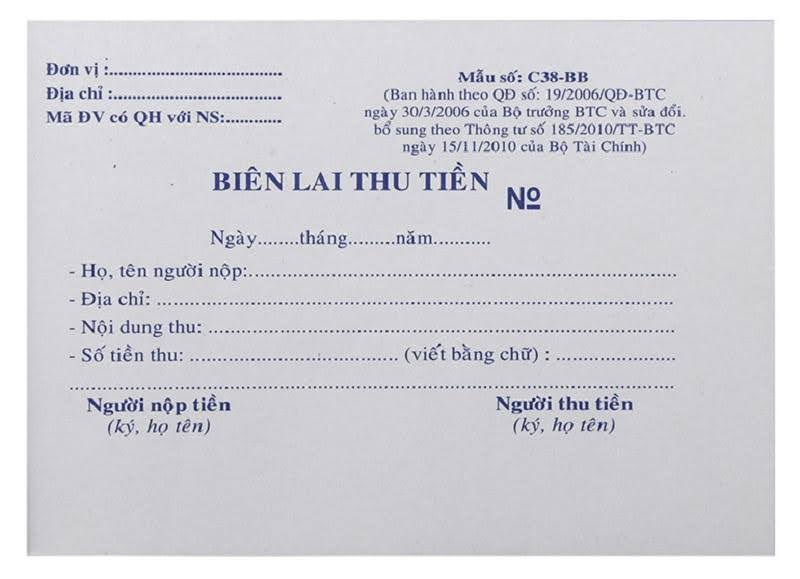 Đơn vị :..............................
Địa chỉ :..............................
Mã ĐV có QH với NS:............
Mẫu số: C38-BB
(Ban hành theo QĐ số: 19/2006/QĐ-BTC
ngày 30/3/2006 của Bộ trưởng BTC và sửa đổi.
bổ sung theo Thông tư số 185/2010/TT-BTC
ngày 15/11/2010 của Bộ Tài Chính)
BIÊN LAI THU TIỀN Nº
Ngày........tháng.........năm...........
- Họ, tên người nộp:..............................................................................
- Địa chỉ: ..............................................................................................
- Nội dung thu: .....................................................................................
- Số tiền thu: ..................................... (viết bằng chữ) : .....................
...............................................................................................................
Người nộp tiền
(ký, họ tên)
Người thu tiền
(ký, họ tên)